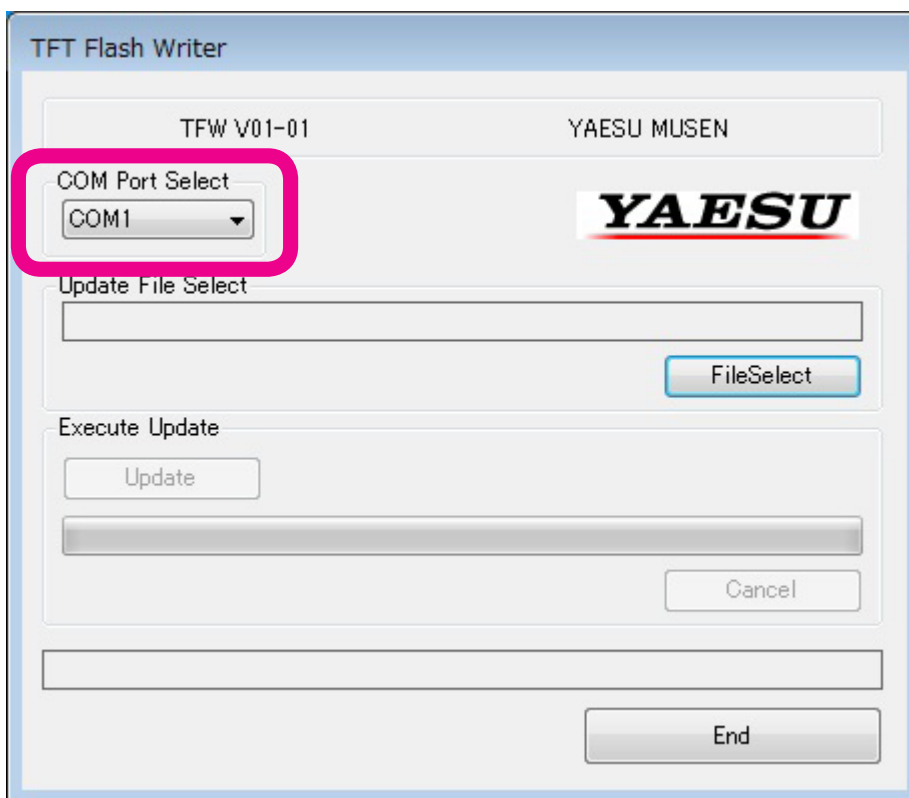 TFT Flash Writer
TFW V01-01 YAESU MUSEN
COM Port Select
COM1
YAESU
Update File Select
FileSelect
Execute Update
Update
Cancel
End